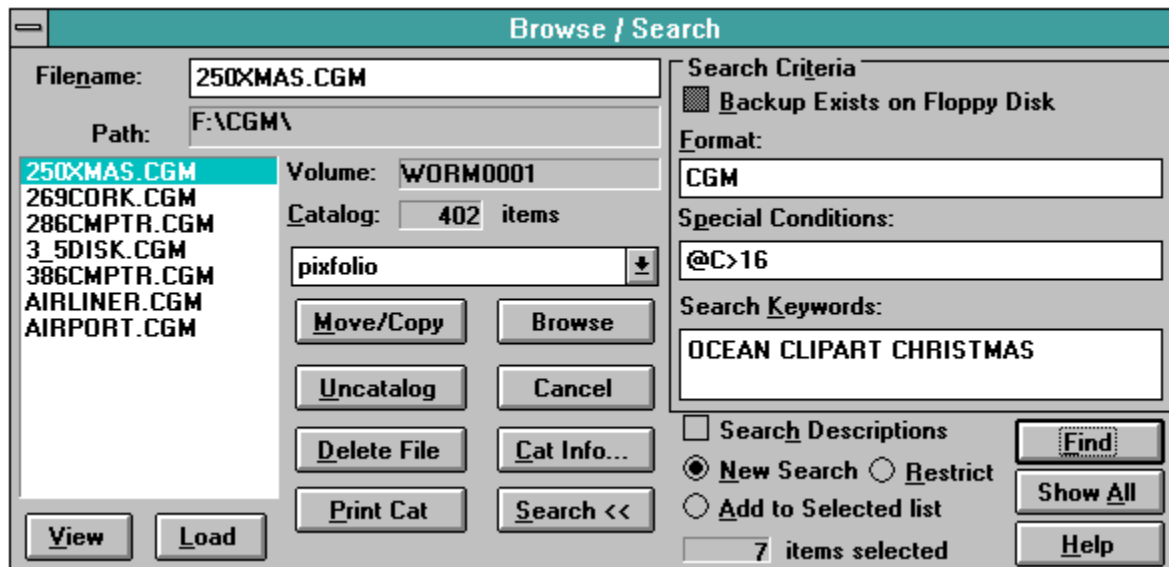 Browse / Search
Filename: 250XMAS.CGM
Path: F:\CGM\
250XMAS.CGM
269CORK.CGM
286CMPTR.CGM
3_5DISK.CGM
386CMPTR.CGM
AIRLINER.CGM
AIRPORT.CGM
View Load
Volume: WORM0001
Catalog: 402 items
pixfolio
Move/Copy Browse
Uncatalog Cancel
Delete File Cat Info...
Print Cat Search <<
Search Criteria
Backup Exists on Floppy Disk
Format:
CGM
Special Conditions:
@C>16
Search Keywords:
OCEAN CLIPART CHRISTMAS
Search Descriptions
New Search Restrict
Add to Selected list
7 items selected
Find
Show All
Help